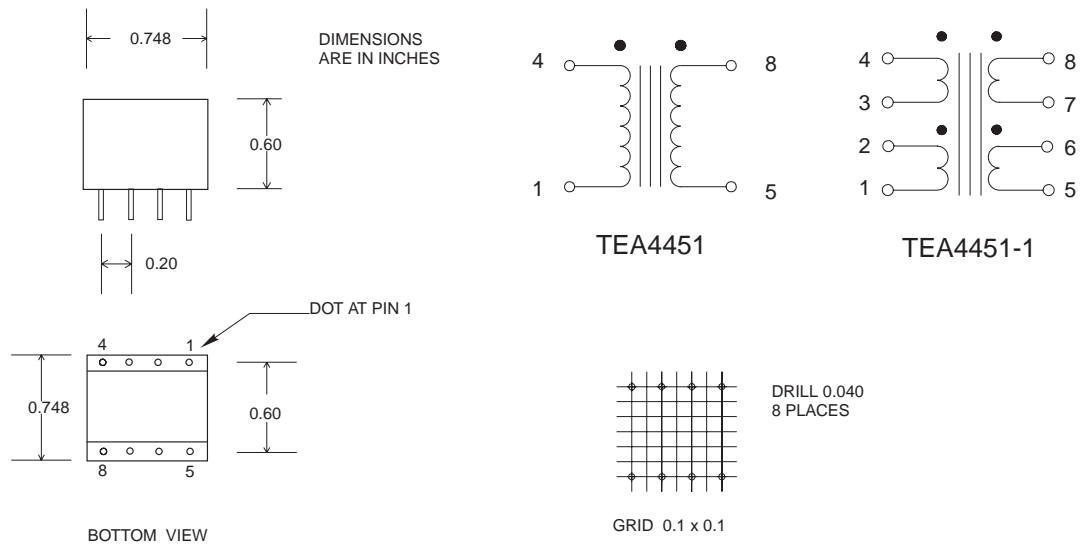 0.748
DIMENSIONS
ARE IN INCHES
0.60
0.20
DOT AT PIN 1
4
1
0.748
0.60
8
5
BOTTOM VIEW
4
8
1
5
TEA4451
4
8
3
7
2
6
1
5
TEA4451-1
DRILL 0.040
8 PLACES
GRID 0.1 x 0.1